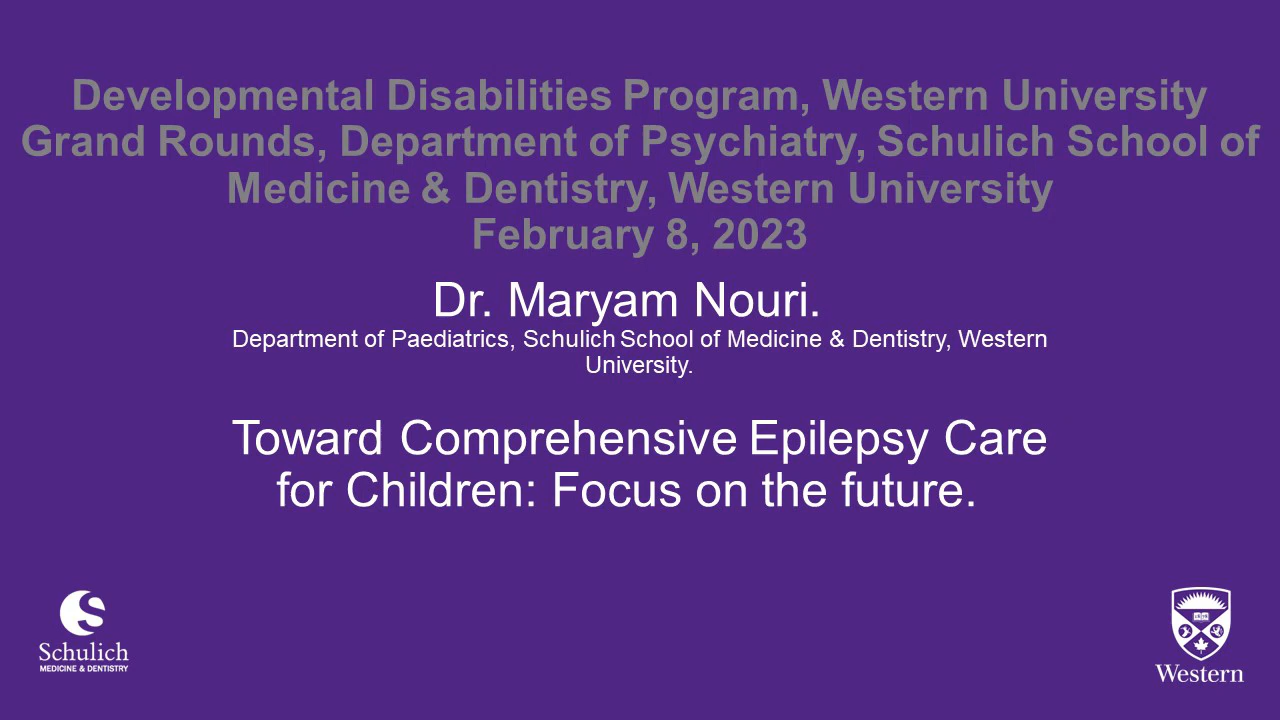 Developmental Disabilities Program, Western University
Grand Rounds, Department of Psychiatry, Schulich School of
Medicine & Dentistry, Western University
February 8, 2023
Dr. Maryam Nouri.
Department of Paediatrics, Schulich School of Medicine & Dentistry, Western
University.
Toward Comprehensive Epilepsy Care
for Children: Focus on the future.
Schulich
MEDICINE & DENTISTRY
Western